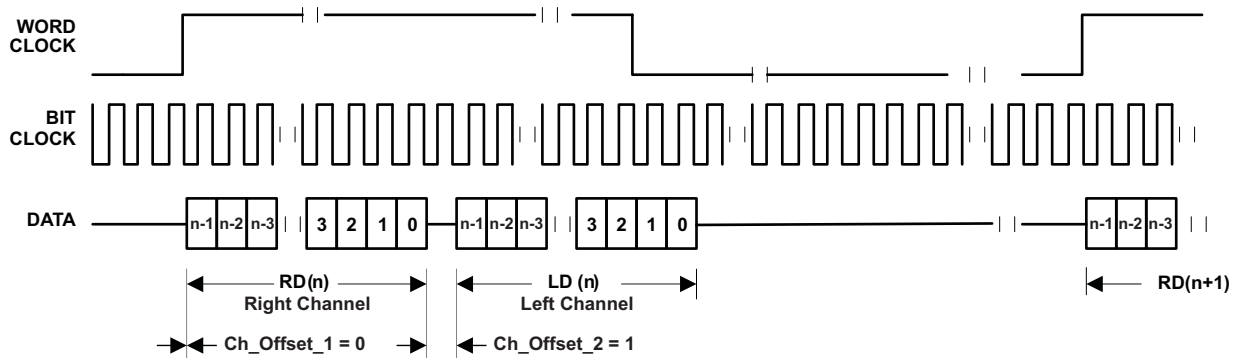 WORD
CLOCK
BIT
CLOCK
DATA
n-1 n-2 n-3 3 2 1 0 n-1 n-2 n-3 3 2 1 0 n-1 n-2 n-3
RD(n) LD (n) RD(n+1)
Right Channel Left Channel
Ch_Offset_1 = 0 Ch_Offset_2 = 1